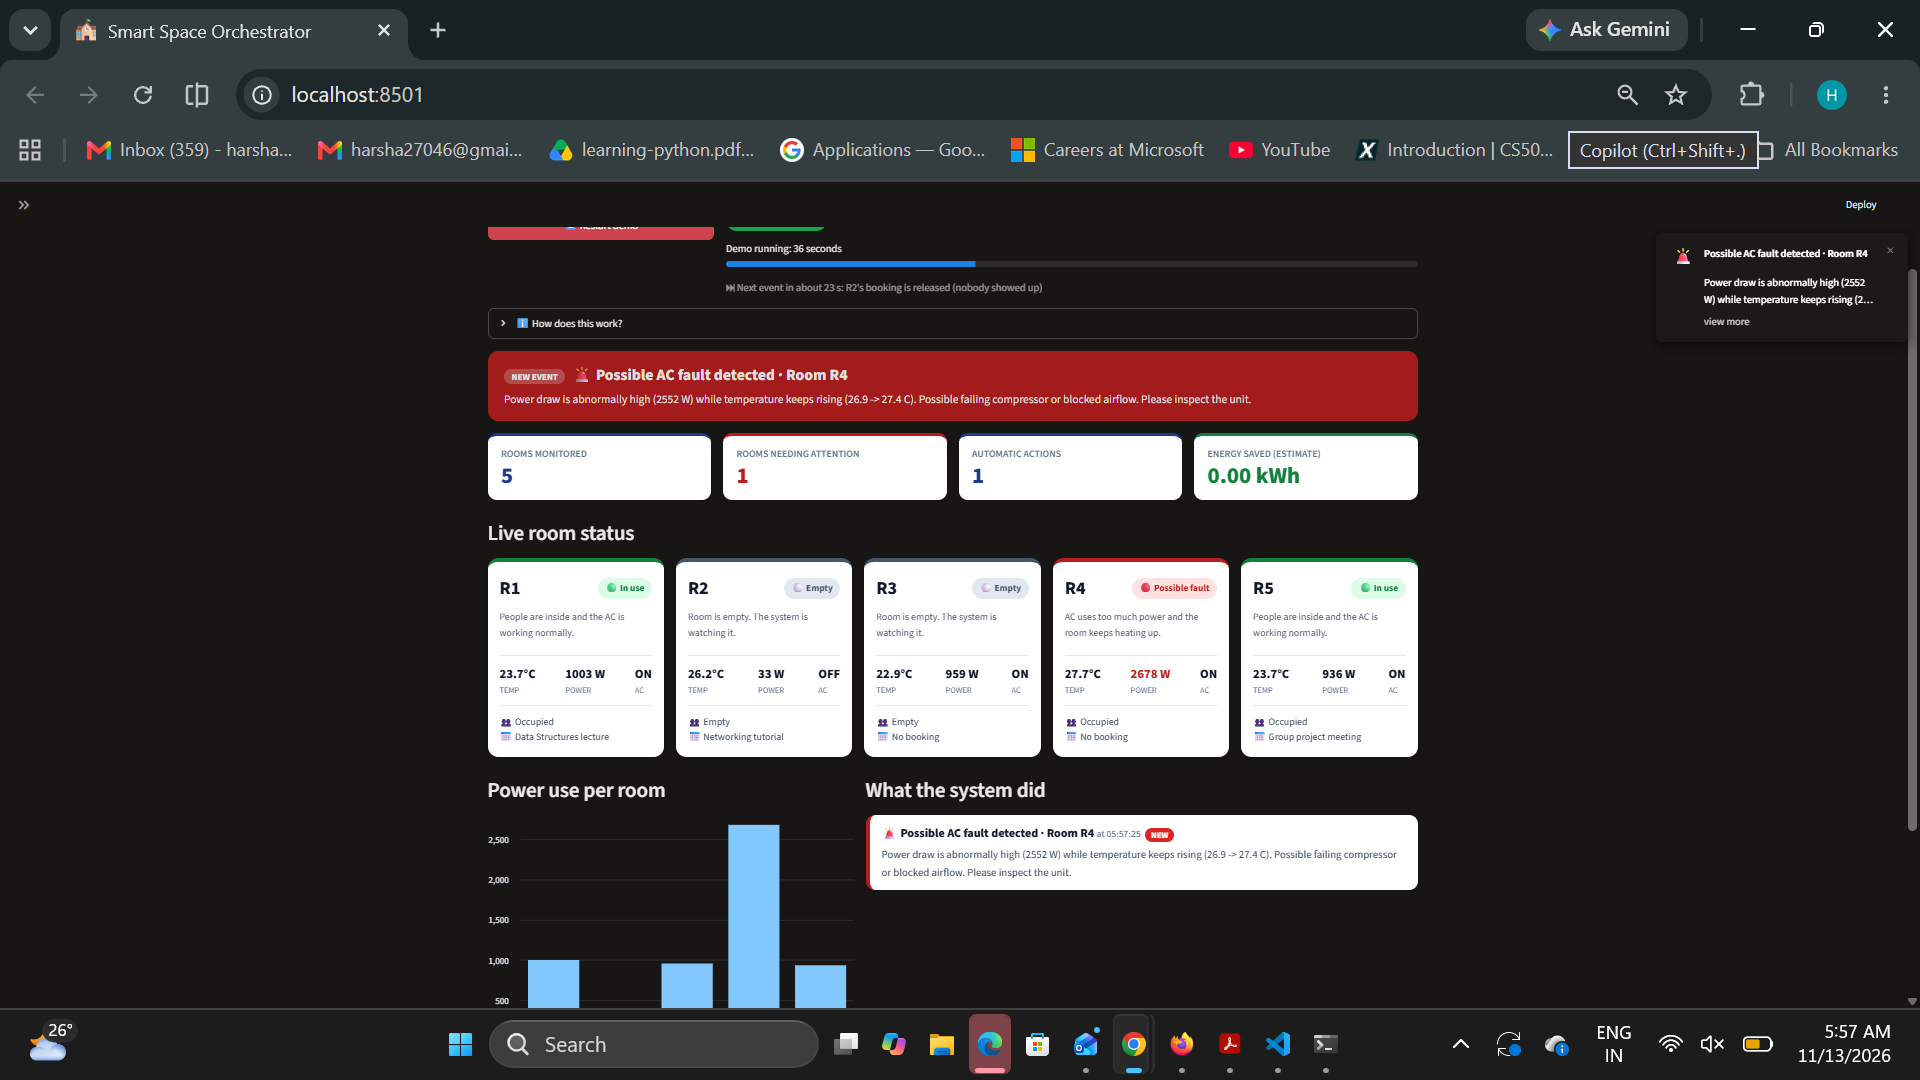 Smart Space Orchestrator
Ask Gemini
localhost:8501
H
Inbox (359) - harsha...
harsha27046@gmai...
learning-python.pdf...
Applications — Goo...
Careers at Microsoft
YouTube
Introduction | CS50...
Copilot (Ctrl+Shift+.)
All Bookmarks
Deploy
Demo running: 36 seconds
Next event in about 23 s: R2's booking is released (nobody showed up)
How does this work?
Possible AC fault detected · Room R4
Power draw is abnormally high (2552
W) while temperature keeps rising (2...
view more
NEW EVENT
Possible AC fault detected · Room R4
Power draw is abnormally high (2552 W) while temperature keeps rising (26.9 -> 27.4 C). Possible failing compressor or blocked airflow. Please inspect the unit.
ROOMS MONITORED
5
ROOMS NEEDING ATTENTION
1
AUTOMATIC ACTIONS
1
ENERGY SAVED (ESTIMATE)
0.00 kWh
Live room status
R1
In use
People are inside and the AC is
working normally.
23.7°C 1003 W ON
TEMP POWER AC
Occupied
Data Structures lecture
R2
Empty
Room is empty. The system is
watching it.
26.2°C 33 W OFF
TEMP POWER AC
Empty
Networking tutorial
R3
Empty
Room is empty. The system is
watching it.
22.9°C 959 W ON
TEMP POWER AC
Empty
No booking
R4
Possible fault
AC uses too much power and the
room keeps heating up.
27.7°C 2678 W ON
TEMP POWER AC
Occupied
No booking
R5
In use
People are inside and the AC is
working normally.
23.7°C 936 W ON
TEMP POWER AC
Occupied
Group project meeting
Power use per room
2,500
2,000
1,500
1,000
500
What the system did
Possible AC fault detected · Room R4 at 05:57:25 NEW
Power draw is abnormally high (2552 W) while temperature keeps rising (26.9 -> 27.4 C). Possible failing compressor
or blocked airflow. Please inspect the unit.
26°
Search
ENG
IN
5:57 AM
11/13/2026